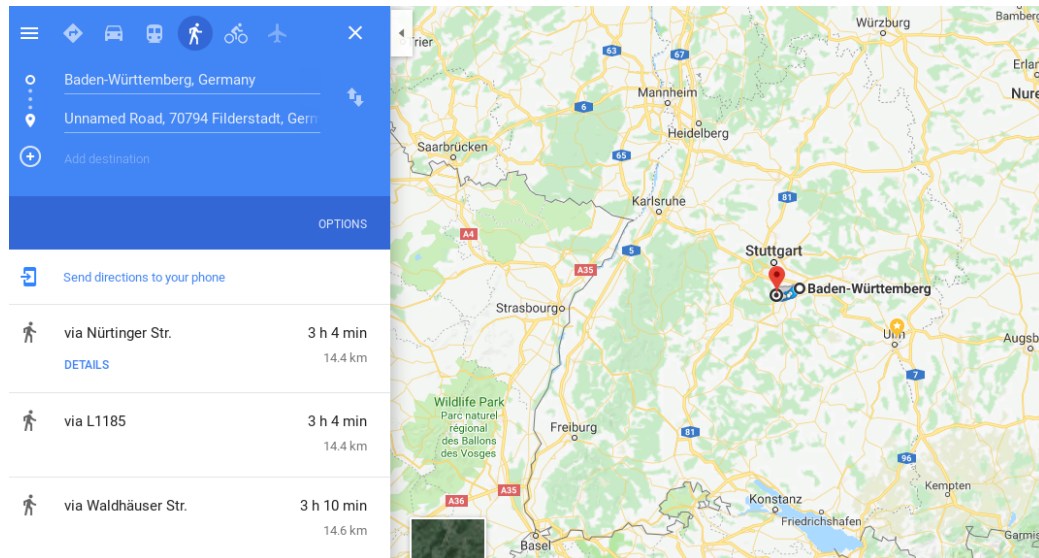 Baden-Württemberg, Germany
Unnamed Road, 70794 Filderstadt, Gerr
Add destination
OPTIONS
Send directions to your phone
via Nürtinger Str.
3 h 4 min
14.4 km
DETAILS
via L1185
3 h 4 min
14.4 km
via Waldhäuser Str.
3 h 10 min
14.6 km
Trier
Würzburg
Bamberg
63
67
Erlan
Mannheim
Nure
6
Heidelberg
Saarbrücken
65
81
Karlsruhe
A4
5
Stuttgart
A35
Baden-Württemberg
Strasbourg
Ulm
Augsb
7
Wildlife Park
Parc naturel
régional
des Ballons
des Vosges
Freiburg
81
96
Kempten
A35
A36
Konstanz
Friedrichshafen
Garmis
Basel